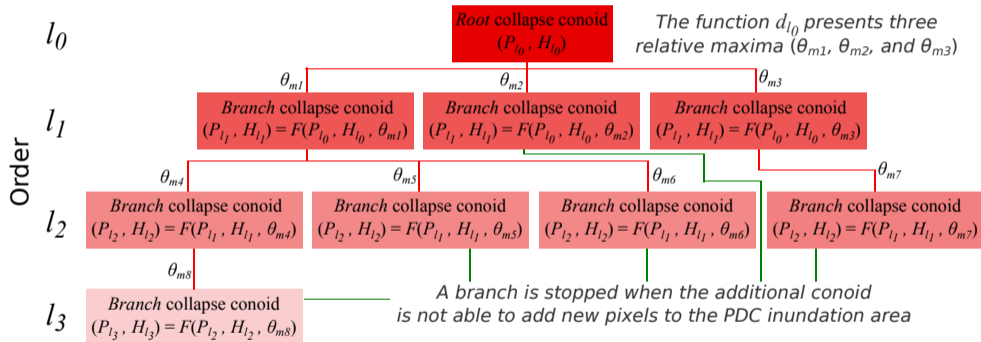 l0
Root collapse conoid
(Pl0, Hl0)
The function dl0 presents three
relative maxima (θm1, θm2, and θm3)
θm1
θm2
θm3
Order
l1
Branch collapse conoid
(Pl1, Hl1) = F(Pl0, Hl0, θm1)
Branch collapse conoid
(Pl1, Hl1) = F(Pl0, Hl0, θm2)
Branch collapse conoid
(Pl1, Hl1) = F(Pl0, Hl0, θm3)
θm4
θm5
θm6
θm7
l2
Branch collapse conoid
(Pl2, Hl2) = F(Pl1, Hl1, θm4)
Branch collapse conoid
(Pl2, Hl2) = F(Pl1, Hl1, θm5)
Branch collapse conoid
(Pl2, Hl2) = F(Pl1, Hl1, θm6)
Branch collapse conoid
(Pl2, Hl2) = F(Pl1, Hl1, θm7)
θm8
l3
Branch collapse conoid
(Pl3, Hl3) = F(Pl2, Hl2, θm8)
A branch is stopped when the additional conoid
is not able to add new pixels to the PDC inundation area